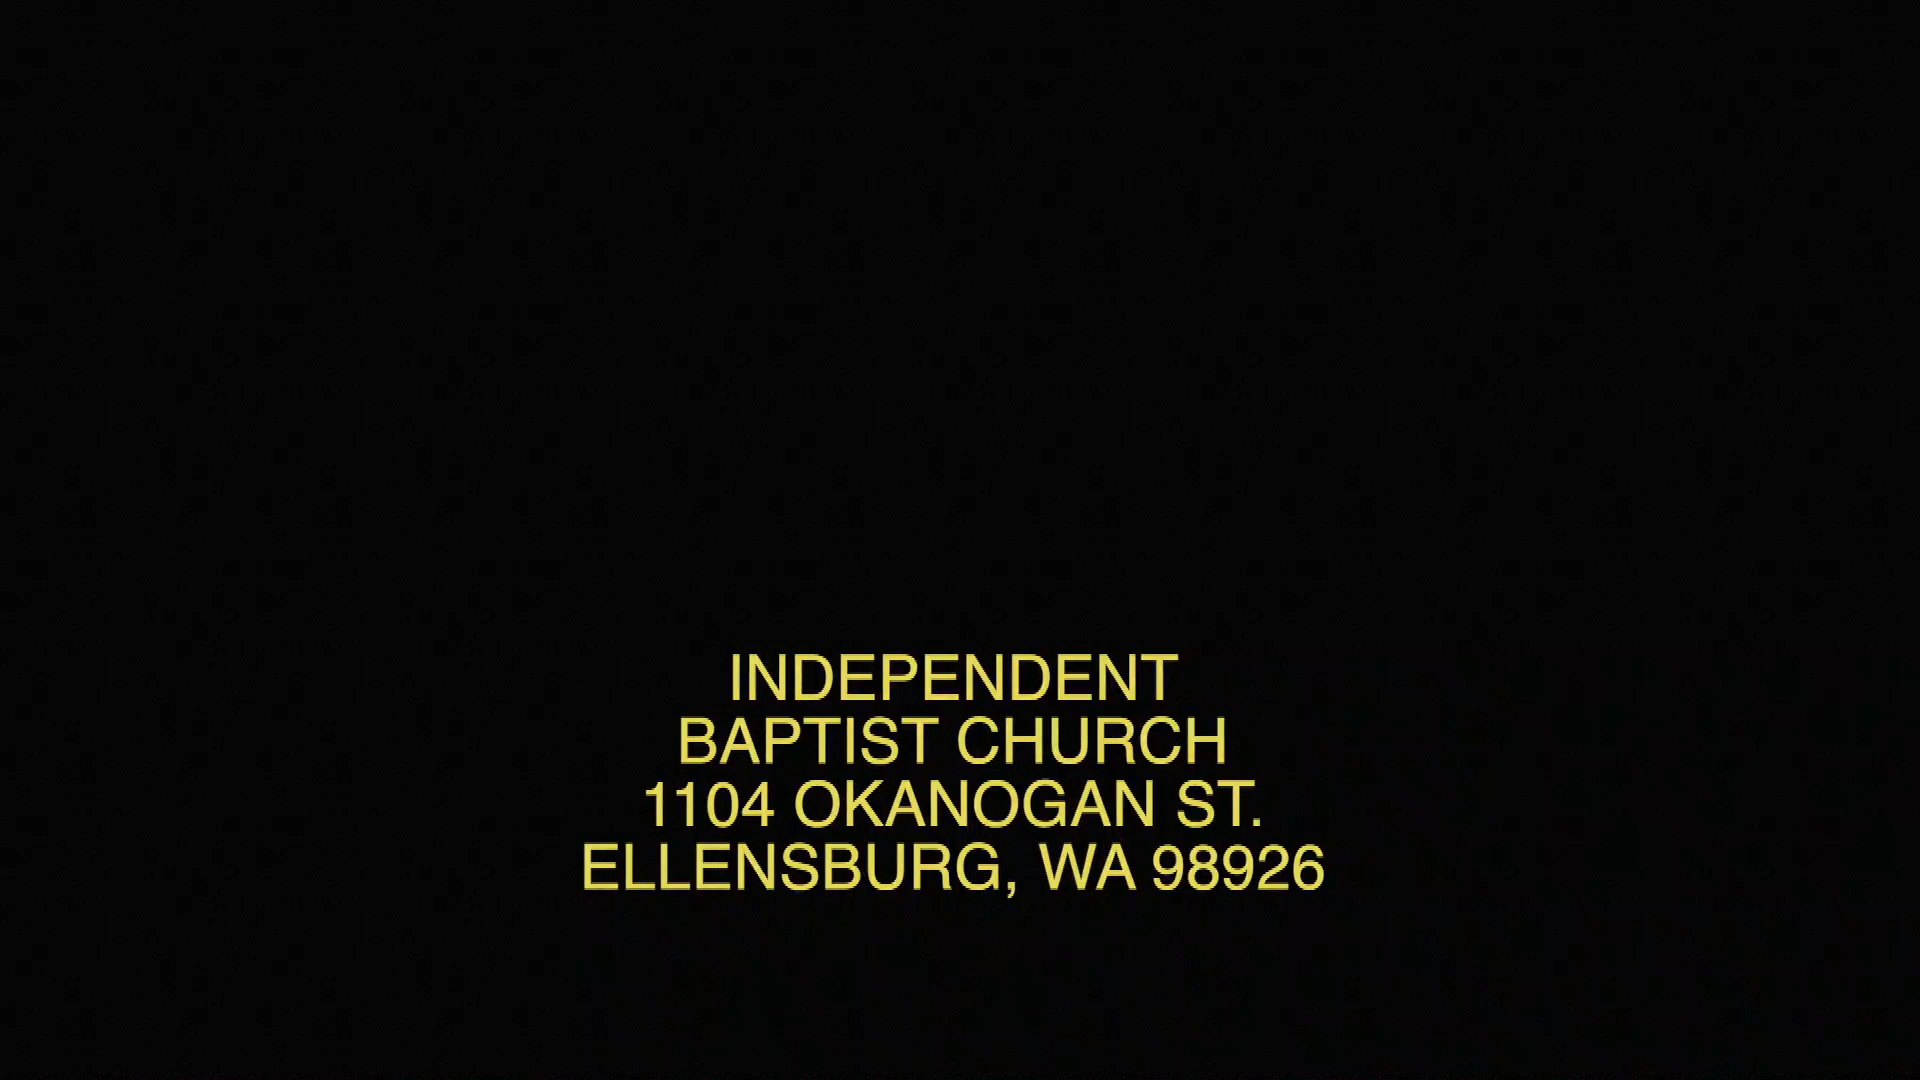 INDEPENDENT
BAPTIST CHURCH
1104 OKANOGAN ST.
ELLENSBURG, WA 98926